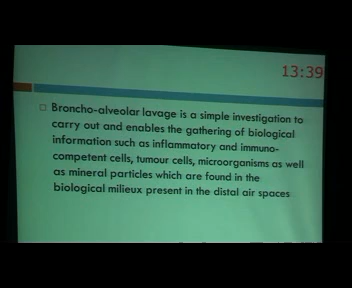 13:39
□ Broncho-alveolar lavage is a simple investigation to
carry out and enables the gathering of biological
information such as inflammatory and immuno-
competent cells, tumour cells, microorganisms as well
as mineral particles which are found in the
biological milieux present in the distal air spaces